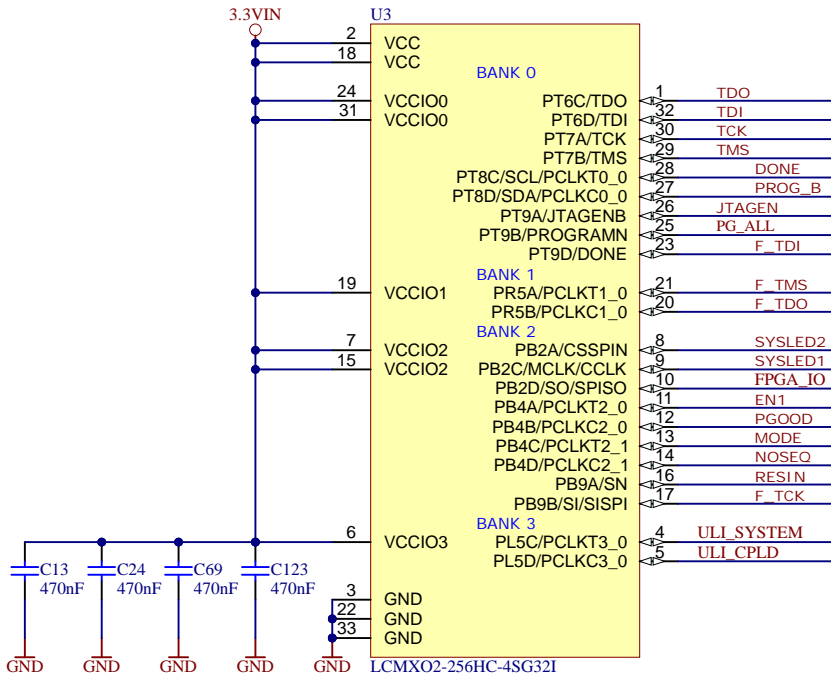 3.3VIN
U3
2 VCC
18 VCC
BANK 0
24 VCCIO0
31 VCCIO0
PT6C/TDO 1 TDO
PT6D/TDI 32 TDI
PT7A/TCK 30 TCK
PT7B/TMS 29 TMS
PT8C/SCL/PCLKT0_0 28 DONE
PT8D/SDA/PCLKC0_0 27 PROG_B
PT9A/JTAGENB 26 JTAGEN
PT9B/PROGRAMN 25 PG_ALL
PT9D/DONE 23 F_TDI
BANK 1
19 VCCIO1
PR5A/PCLKT1_0 21 F_TMS
PR5B/PCLKC1_0 20 F_TDO
BANK 2
7 VCCIO2
15 VCCIO2
PB2A/CSSPIN 8 SYSLED2
PB2C/MCLK/CCLK 9 SYSLED1
PB2D/SO/SPISO 10 FPGA_IO
PB4A/PCLKT2_0 11 EN1
PB4B/PCLKC2_0 12 PGOOD
PB4C/PCLKT2_1 13 MODE
PB4D/PCLKC2_1 14 NOSEQ
PB9A/SN 16 RESIN
PB9B/SI/SISPI 17 F_TCK
BANK 3
6 VCCIO3
PL5C/PCLKT3_0 4 ULI_SYSTEM
PL5D/PCLKC3_0 5 ULI_CPLD
C13 C24 C69 C123
470nF 470nF 470nF 470nF
3 GND
22 GND
33 GND
GND GND GND GND GND
LCMXO2-256HC-4SG32I